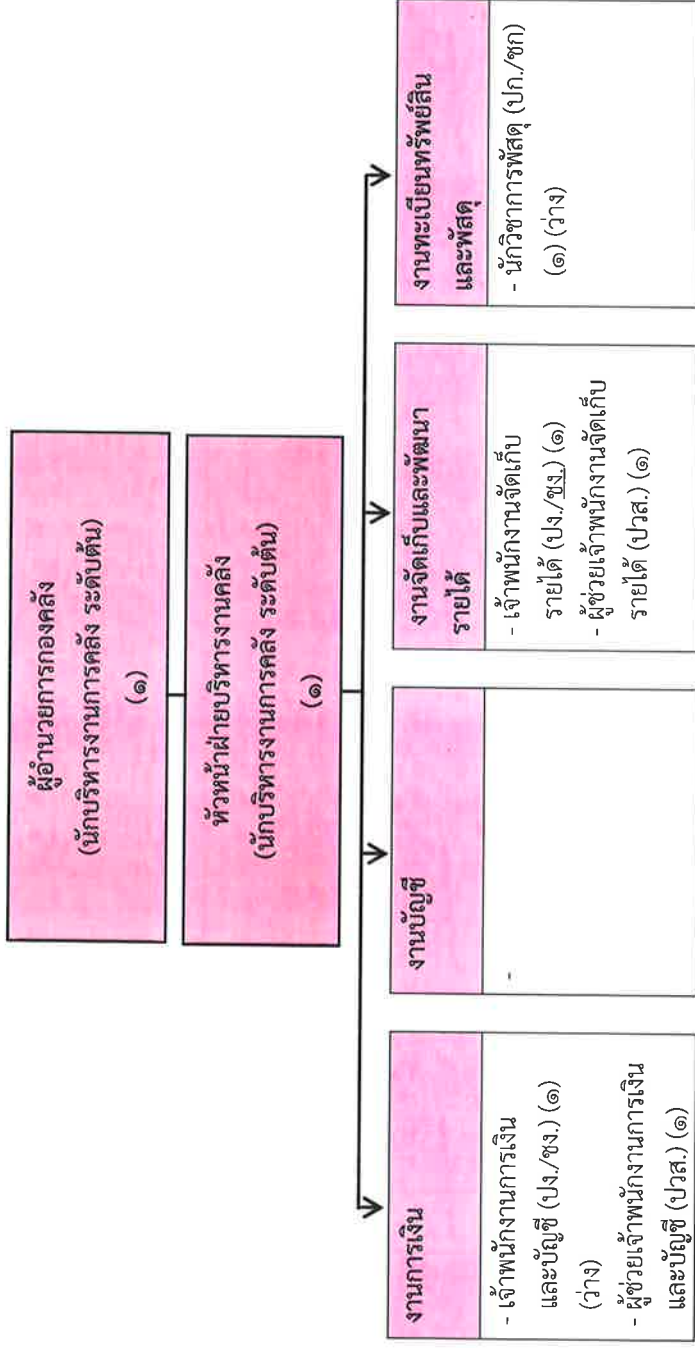 ผู้อำนวยการกองคลัง
(นักบริหารงานการคลัง ระดับต้น)
(๑)
หัวหน้าฝ่ายบริหารงานคลัง
(นักบริหารงานการคลัง ระดับต้น)
(๑)
งานการเงิน
- เจ้าพนักงานการเงิน
และบัญชี (ปง./ชง.) (๑)
(ว่าง)
- ผู้ช่วยเจ้าพนักงานการเงิน
และบัญชี (ปวส.) (๑)
งานบัญชี
-
งานจัดเก็บและพัฒนา
รายได้
- เจ้าพนักงานจัดเก็บ
รายได้ (ปง./ชง.) (๑)
- ผู้ช่วยเจ้าพนักงานจัดเก็บ
รายได้ (ปวส.) (๑)
งานทะเบียนทรัพย์สิน
และพัสดุ
- นักวิชาการพัสดุ (ปก./ชก)
(๑) (ว่าง)